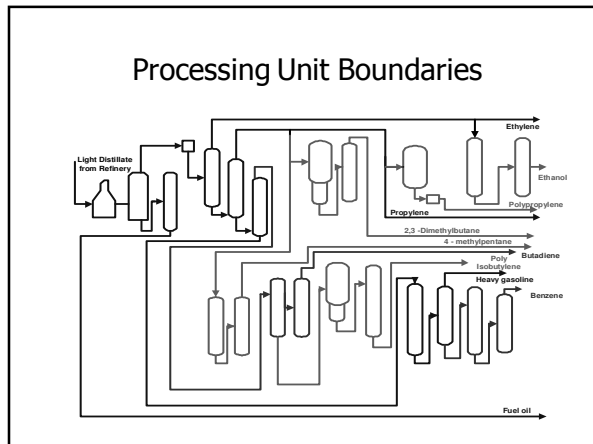 Processing Unit Boundaries
Ethylene
Light Distillate
from Refinery
Ethanol
Polypropylene
Propylene
2,3 -Dimethylbutane
4 - methylpentane
Butadiene
Poly
Isobutylene
Heavy gasoline
Benzene
Fuel oil